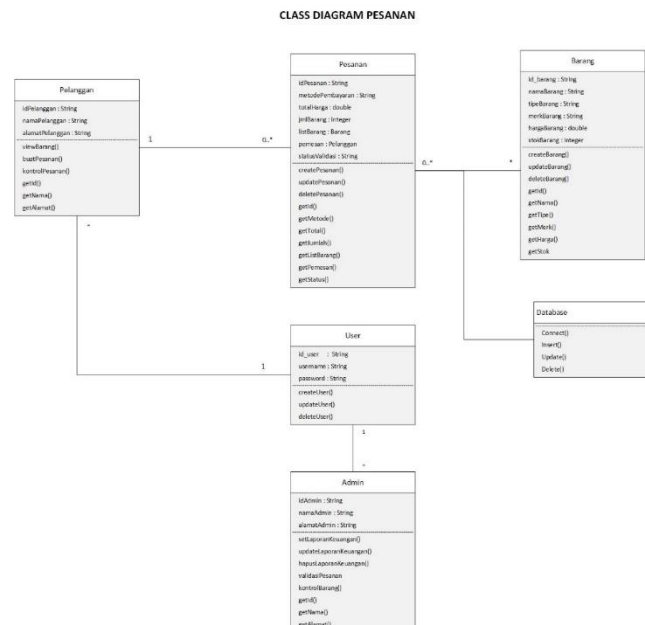 CLASS DIAGRAM PESANAN
Pelanggan
idPelanggan : String
namaPelanggan : String
alamatPelanggan : String
viewBarang()
buatPesanan()
kontrolPesanan()
getId()
getNama()
getAlamat()
1
0..*
Pesanan
idPesanan : String
metodePembayaran : String
totalHarga : double
jmlBarang : Integer
listBarang : Barang
pemesan : Pelanggan
statusValidasi : String
createPesanan()
updatePesanan()
deletePesanan()
getId()
getMetode()
getTotal()
getJumlah()
getListBarang()
getPemesan()
getStatus()
0..*
*
Barang
id_barang : String
namaBarang : String
tipeBarang : String
merkBarang : String
hargaBarang : double
stokBarang : integer
createBarang()
updateBarang()
deleteBarang()
getId()
getNama()
getTipe()
getMerk()
getHarga()
getStok
Database
Connect()
Insert()
Update()
Delete()
*
1
User
id_user : String
username : String
password : String
createUser()
updateUser()
deleteUser()
1
*
Admin
idAdmin : String
namaAdmin : String
alamatAdmin : String
setLaporanKeuangan()
updateLaporanKeuangan()
hapusLaporanKeuangan()
validasiPesanan
kontrolBarang()
getId()
getNama()
getAlamat()